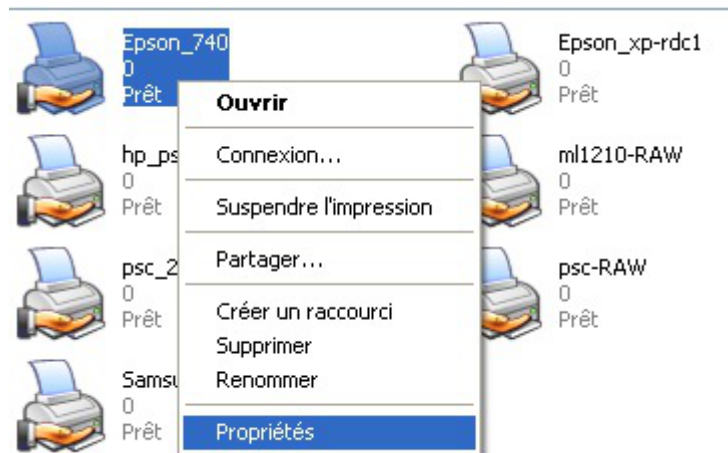 Epson_740
0
Prêt
Epson_xp-rdc1
0
Prêt
hp_ps
0
Prêt
ml1210-RAW
0
Prêt
psc_2
0
Prêt
psc-RAW
0
Prêt
Samsu
0
Prêt
Ouvrir
Connexion...
Suspendre l'impression
Partager...
Créer un raccourci
Supprimer
Renommer
Propriétés